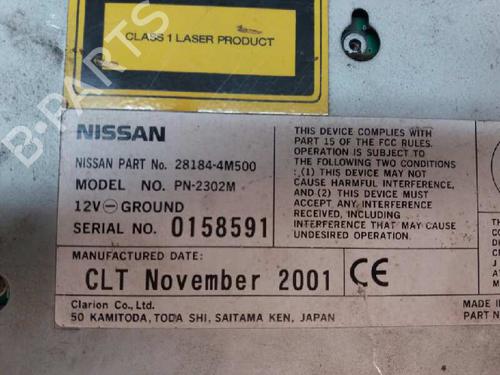 CLASS 1 LASER PRODUCT
B-PARTS
NISSAN
NISSAN PART No. 28184-4M500
MODEL NO. PN-2302M
12V ⊖ GROUND
SERIAL NO. 0158591
THIS DEVICE COMPLIES WITH
PART 15 OF THE FCC RULES.
OPERATION IS SUBJECT TO THE
FOLLOWING TWO CONDITIONS
: (1) THIS DEVICE MAY NOT
CAUSE HARMFUL INTERFERENCE,
AND (2) THIS DEVICE MUST
ACCEPT ANY INTERFERENCE
RECEIVED, INCLUDING
INTERFERENCE THAT MAY CAUSE
UNDESIRED OPERATION.
MANUFACTURED DATE:
CLT November 2001
CE
Clarion Co., Ltd.
50 KAMITODA, TODA SHI, SAITAMA KEN, JAPAN
MADE IN
PART N